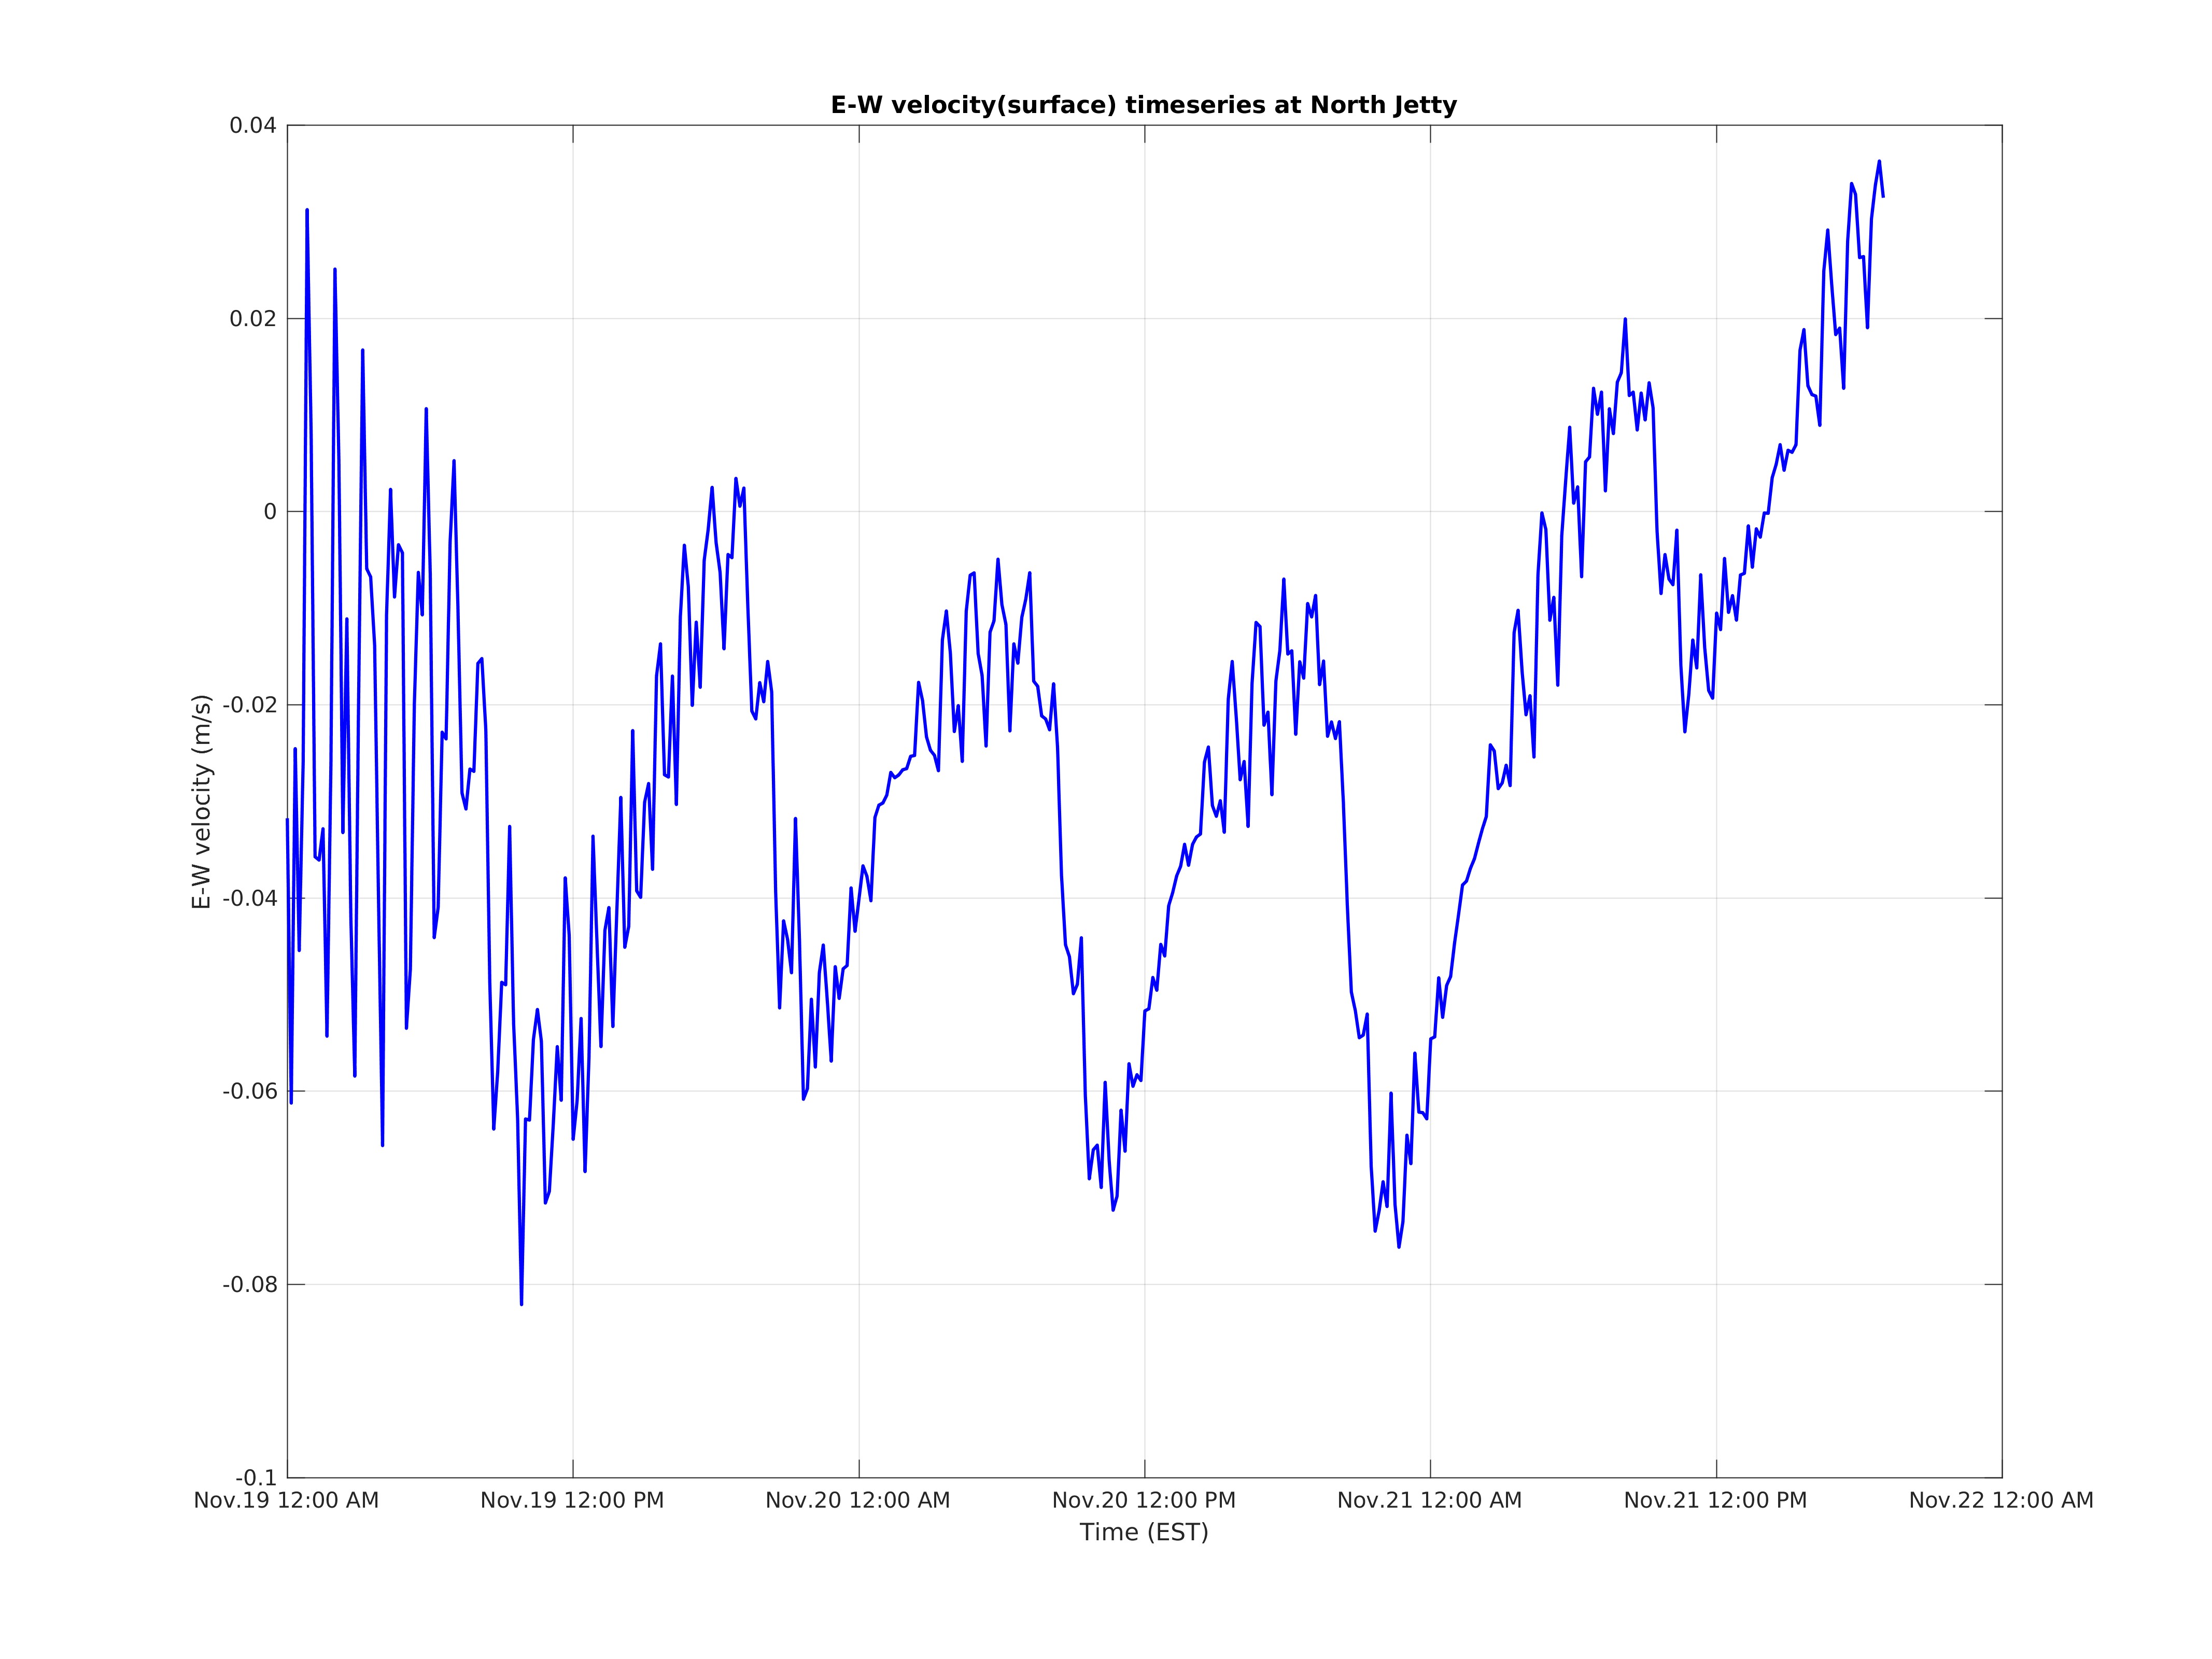 E-W velocity(surface) timeseries at North Jetty
0.04
0.02
0
-0.02
-0.04
-0.06
-0.08
-0.1
E-W velocity (m/s)
Nov.19 12:00 AM Nov.19 12:00 PM Nov.20 12:00 AM Nov.20 12:00 PM Nov.21 12:00 AM Nov.21 12:00 PM Nov.22 12:00 AM
Time (EST)